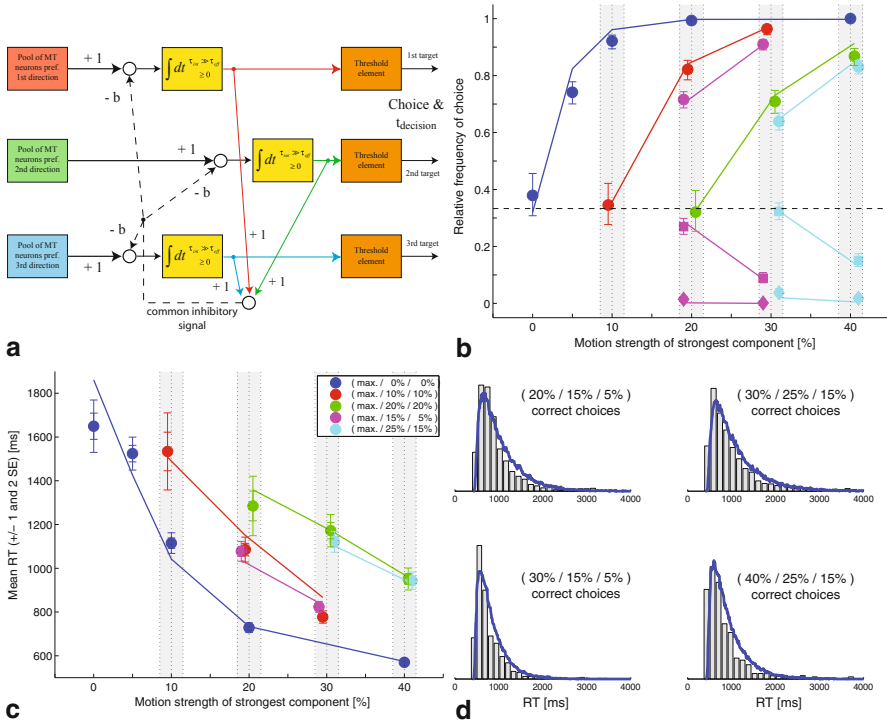 Pool of MT
neurons pref.
1st direction
+ 1
∫ dt τ_int ≫ τ_eff
≥ 0
Threshold
element
1st target
- b
Choice &
t_decision
Pool of MT
neurons pref.
2nd direction
+ 1
∫ dt τ_int ≫ τ_eff
≥ 0
Threshold
element
2nd target
- b
- b
Pool of MT
neurons pref.
3rd direction
+ 1
∫ dt τ_int ≫ τ_eff
≥ 0
+ 1
Threshold
element
3rd target
+ 1
+ 1
common inhibitory
signal
a
Relative frequency of choice
1
0.8
0.6
0.4
0.2
0
0
10
20
30
40
Motion strength of strongest component [%]
b
Mean RT (+/− 1 and 2 SE) [ms]
1800
1600
1400
1200
1000
800
600
( max. / 0% / 0% )
( max. / 10% / 10% )
( max. / 20% / 20% )
( max. / 15% / 5% )
( max. / 25% / 15% )
0
10
20
30
40
Motion strength of strongest component [%]
c
( 20% / 15% / 5% )
correct choices
0 1000 2000 3000 4000
( 30% / 25% / 15% )
correct choices
0 1000 2000 3000 4000
( 30% / 15% / 5% )
correct choices
0 1000 2000 3000 4000
RT [ms]
( 40% / 25% / 15% )
correct choices
0 1000 2000 3000 4000
RT [ms]
d